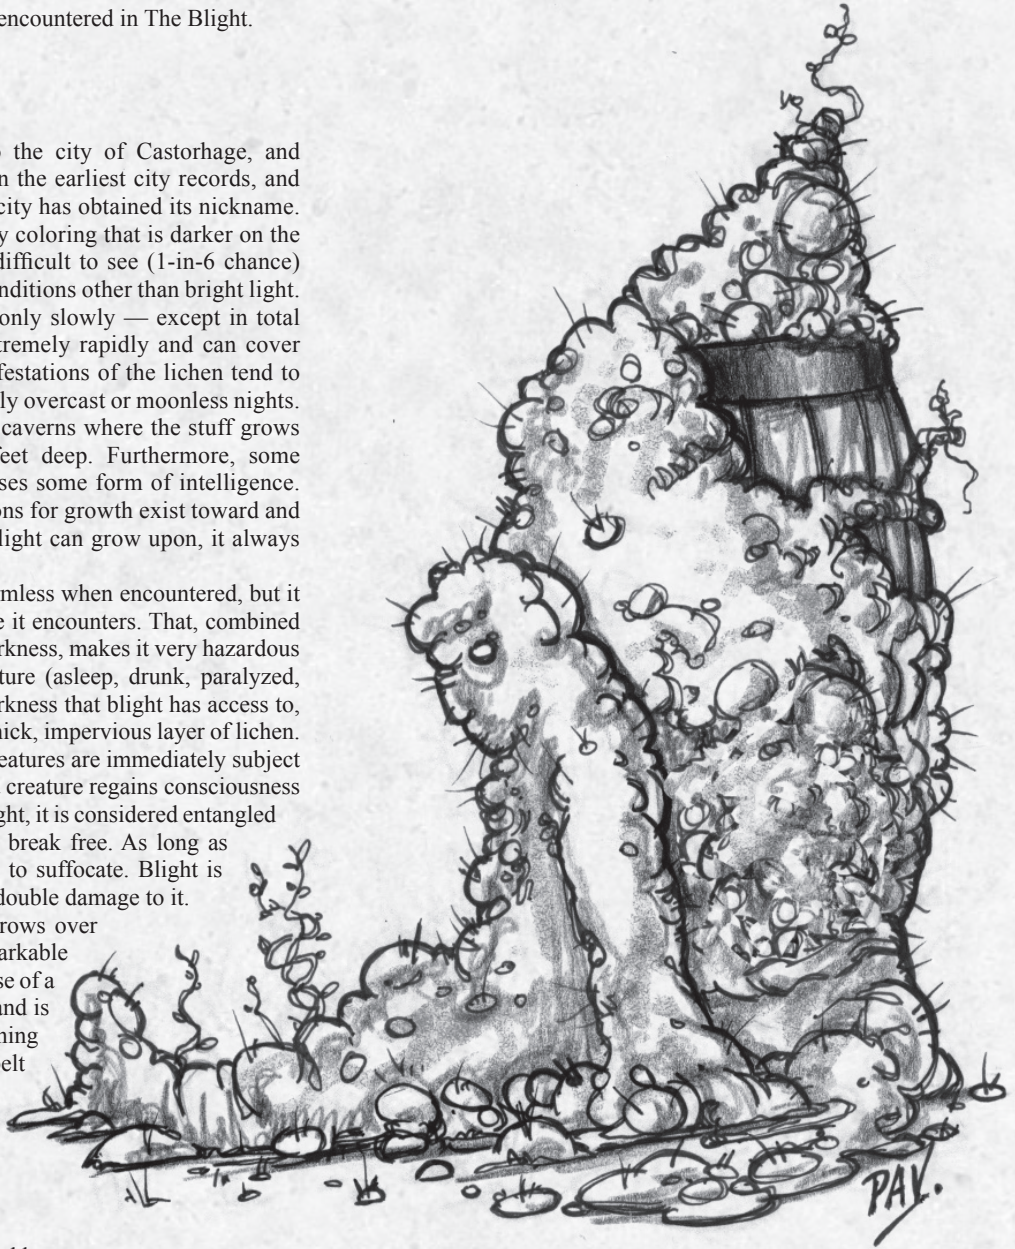 encountered in The Blight.
the city of Castorhage, and
the earliest city records, and
city has obtained its nickname.
coloring that is darker on the
difficult to see (1-in-6 chance)
nditions other than bright light.
only slowly — except in total
tremely rapidly and can cover
festations of the lichen tend to
ly overcast or moonless nights.
caverns where the stuff grows
feet deep. Furthermore, some
ses some form of intelligence.
ons for growth exist toward and
light can grow upon, it always
mless when encountered, but it
e it encounters. That, combined
rkness, makes it very hazardous
ture (asleep, drunk, paralyzed,
rkness that blight has access to,
hick, impervious layer of lichen.
eatures are immediately subject
creature regains consciousness
ght, it is considered entangled
break free. As long as
to suffocate. Blight is
double damage to it.
rows over
arkable
se of a
and is
ning
elt
PAV.